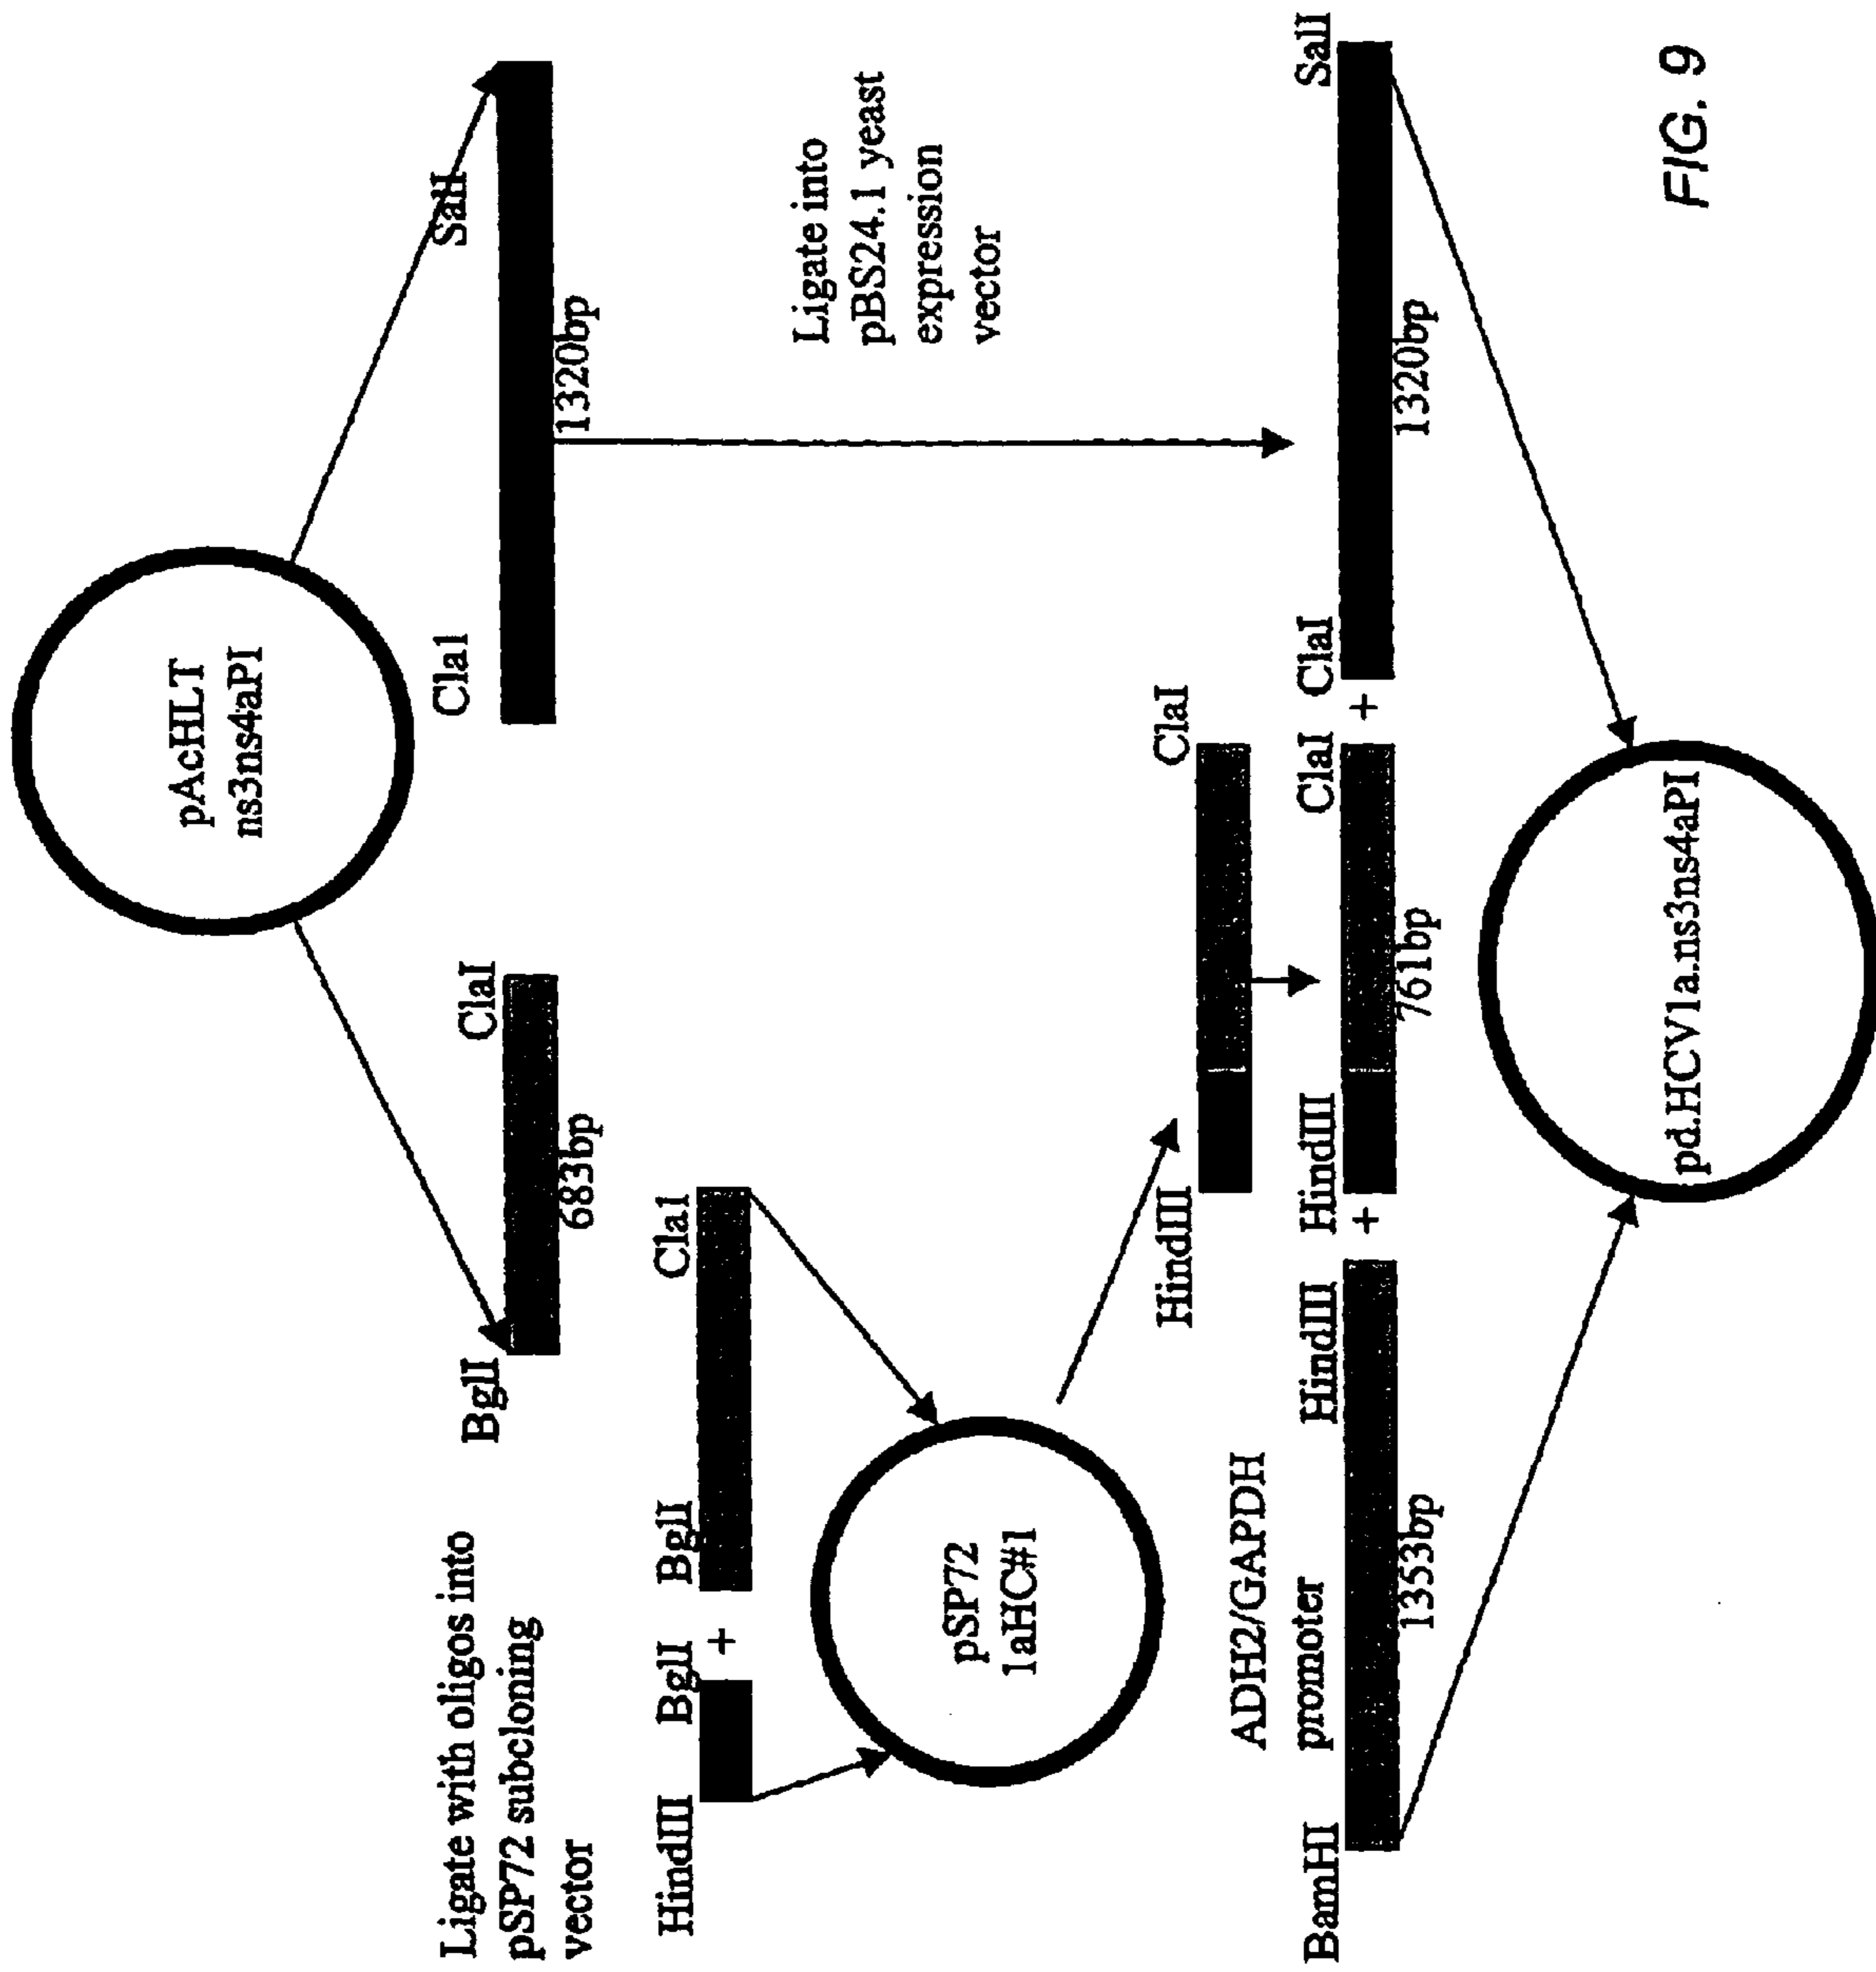 pAcHLT
ns3ns4aPI
BglI
ClaI
683bp
Cla1
SalI
1320bp
Ligate with oligos into
pSP72 subcloning
vector
HindIII
BglI
+
BglI
Cla1
pSP72
1aHC#1
Ligate into
pBS24.1 yeast
expression
vector
HindIII
ClaI
ADH2/GAPDH
promoter
BamHI
HindIII
1353bp
+
HindIII
ClaI
761bp
+
ClaI
SalI
1320bp
pd.HCV1a.ns3ns4aPI
FIG. 9